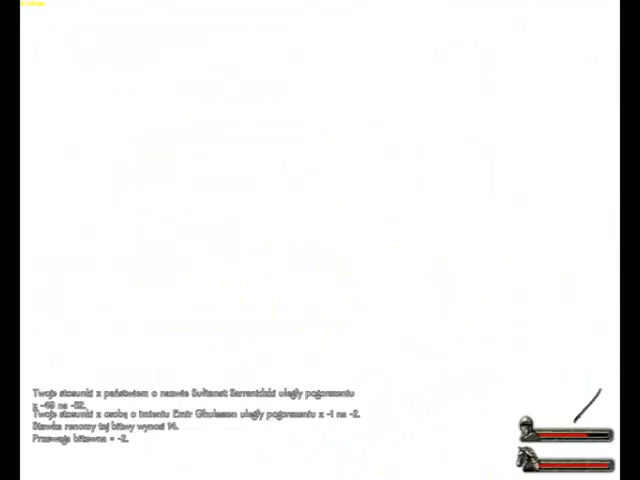 Twoje stosunki z państwem o nazwie Sułtanat Sarranidzki uległy pogorszeniu
z -49 na -52.
Twoje stosunki z osobą o imieniu Emir Ghulassen uległy pogorszeniu z -1 na -2.
Stawka renomy tej bitwy wynosi 14.
Przewaga bitewna = -2.